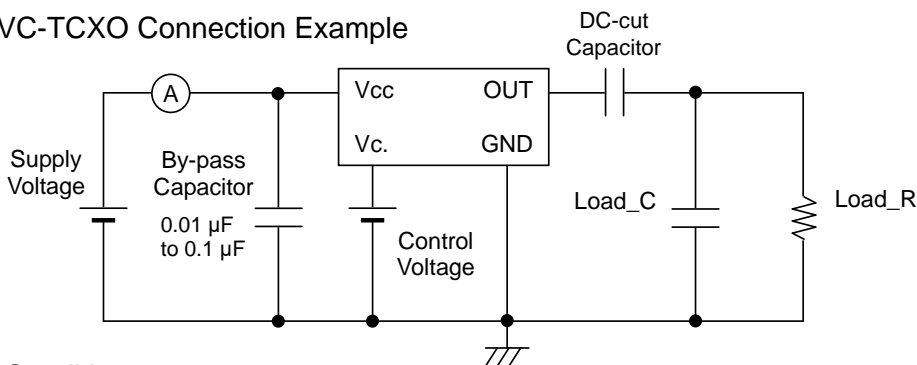 VC-TCXO Connection Example
DC-cut
Capacitor
A
Vcc
OUT
Vc.
GND
Supply
Voltage
By-pass
Capacitor
0.01 µF
to 0.1 µF
Control
Voltage
Load_C
Load_R